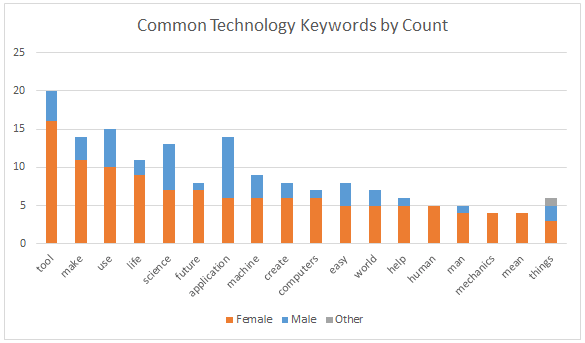 Common Technology Keywords by Count
25
20
15
10
5
0
tool
make
use
life
science
future
application
machine
create
computers
easy
world
help
human
man
mechanics
mean
things
Female
Male
Other